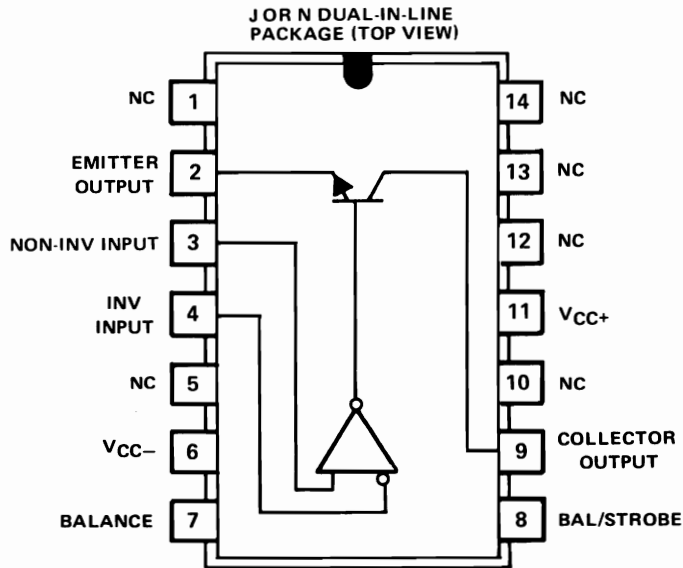 J OR N DUAL-IN-LINE
PACKAGE (TOP VIEW)
NC 1
14 NC
EMITTER
OUTPUT
2
13 NC
NON-INV INPUT 3
12 NC
INV
INPUT
4
11 VCC+
NC 5
10 NC
VCC– 6
9 COLLECTOR
OUTPUT
BALANCE 7
8 BAL/STROBE